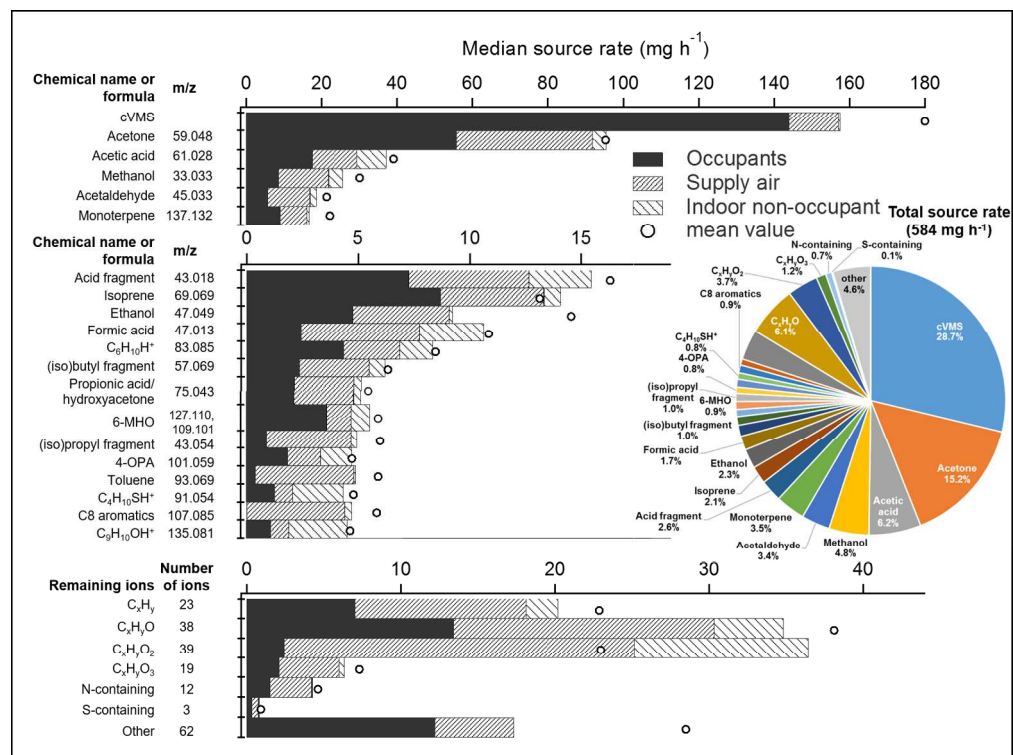 Median source rate (mg h⁻¹)
Chemical name or formula m/z
0 20 40 60 80 100 120 140 160 180
cVMS
Acetone 59.048
Acetic acid 61.028
Methanol 33.033
Acetaldehyde 45.033
Monoterpene 137.132
Occupants
Supply air
Indoor non-occupant
mean value
Chemical name or formula m/z
0 5 10 15
Acid fragment 43.018
Isoprene 69.069
Ethanol 47.049
Formic acid 47.013
C₆H₁₀H⁺ 83.085
(iso)butyl fragment 57.069
Propionic acid/
hydroxyacetone 75.043
6-MHO 127.110,
109.101
(iso)propyl fragment 43.054
4-OPA 101.059
Toluene 93.069
C₄H₁₀SH⁺ 91.054
C8 aromatics 107.085
C₉H₁₀OH⁺ 135.081
Total source rate
(584 mg h⁻¹)
N-containing
0.7%
S-containing
0.1%
CₓHᵧO₃
1.2%
CₓHᵧO₂
3.7%
other
4.6%
C8 aromatics
0.9%
CₓHᵧO
6.1%
cVMS
28.7%
C₄H₁₀SH⁺
0.8%
4-OPA
0.8%
(iso)propyl
fragment
1.0%
6-MHO
0.9%
(iso)butyl fragment
1.0%
Formic acid
1.7%
Ethanol
2.3%
Isoprene
2.1%
Acid fragment
2.6%
Monoterpene
3.5%
Acetaldehyde
3.4%
Methanol
4.8%
Acetic
acid
6.2%
Acetone
15.2%
Remaining ions Number of ions
0 10 20 30 40
CₓHᵧ 23
CₓHᵧO 38
CₓHᵧO₂ 39
CₓHᵧO₃ 19
N-containing 12
S-containing 3
Other 62